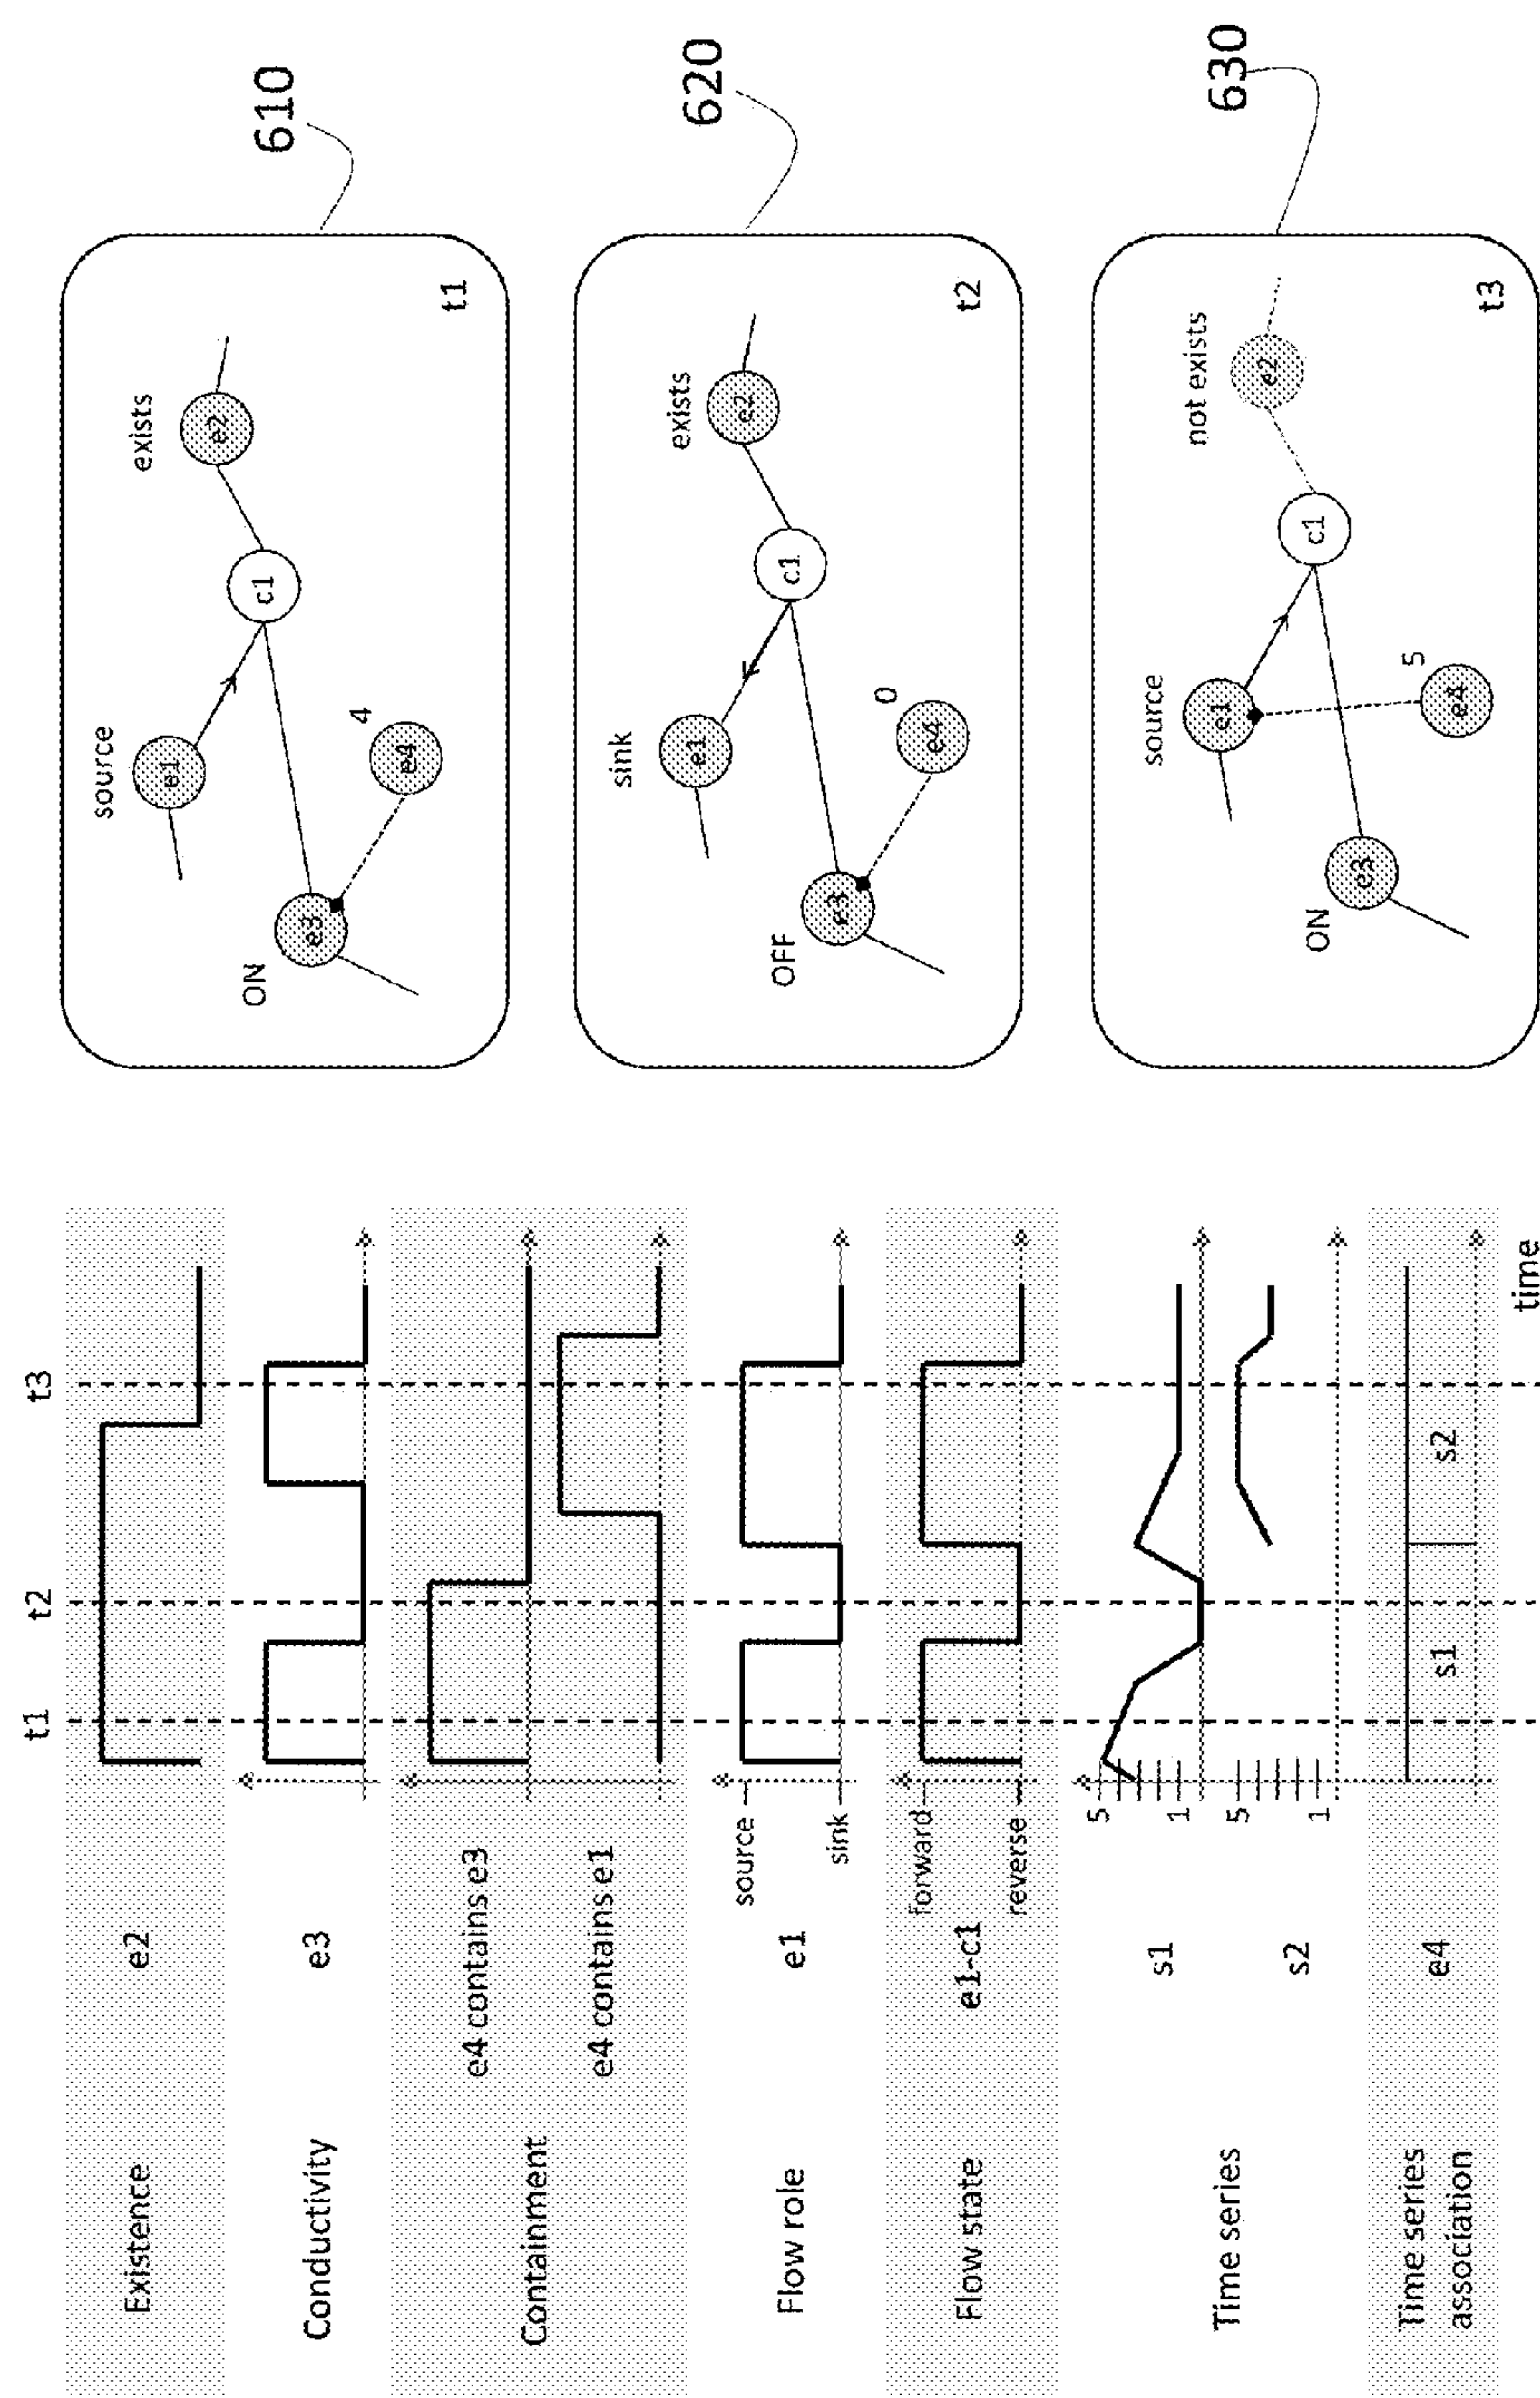 t1
t2
t3
Existence
e2
Conductivity
e3
Containment
e4 contains e3
e4 contains e1
Flow role
e1
source
sink
Flow state
e1-c1
forward
reverse
Time series
s1
5
1
s2
5
1
Time series
association
e4
s1
s2
time
610
source
exists
e1
e2
c1
ON
e3
4
e4
t1
620
sink
exists
e1
e2
c1
OFF
e3
0
e4
t2
630
source
not exists
e1
e2
c1
ON
e3
5
e4
t3